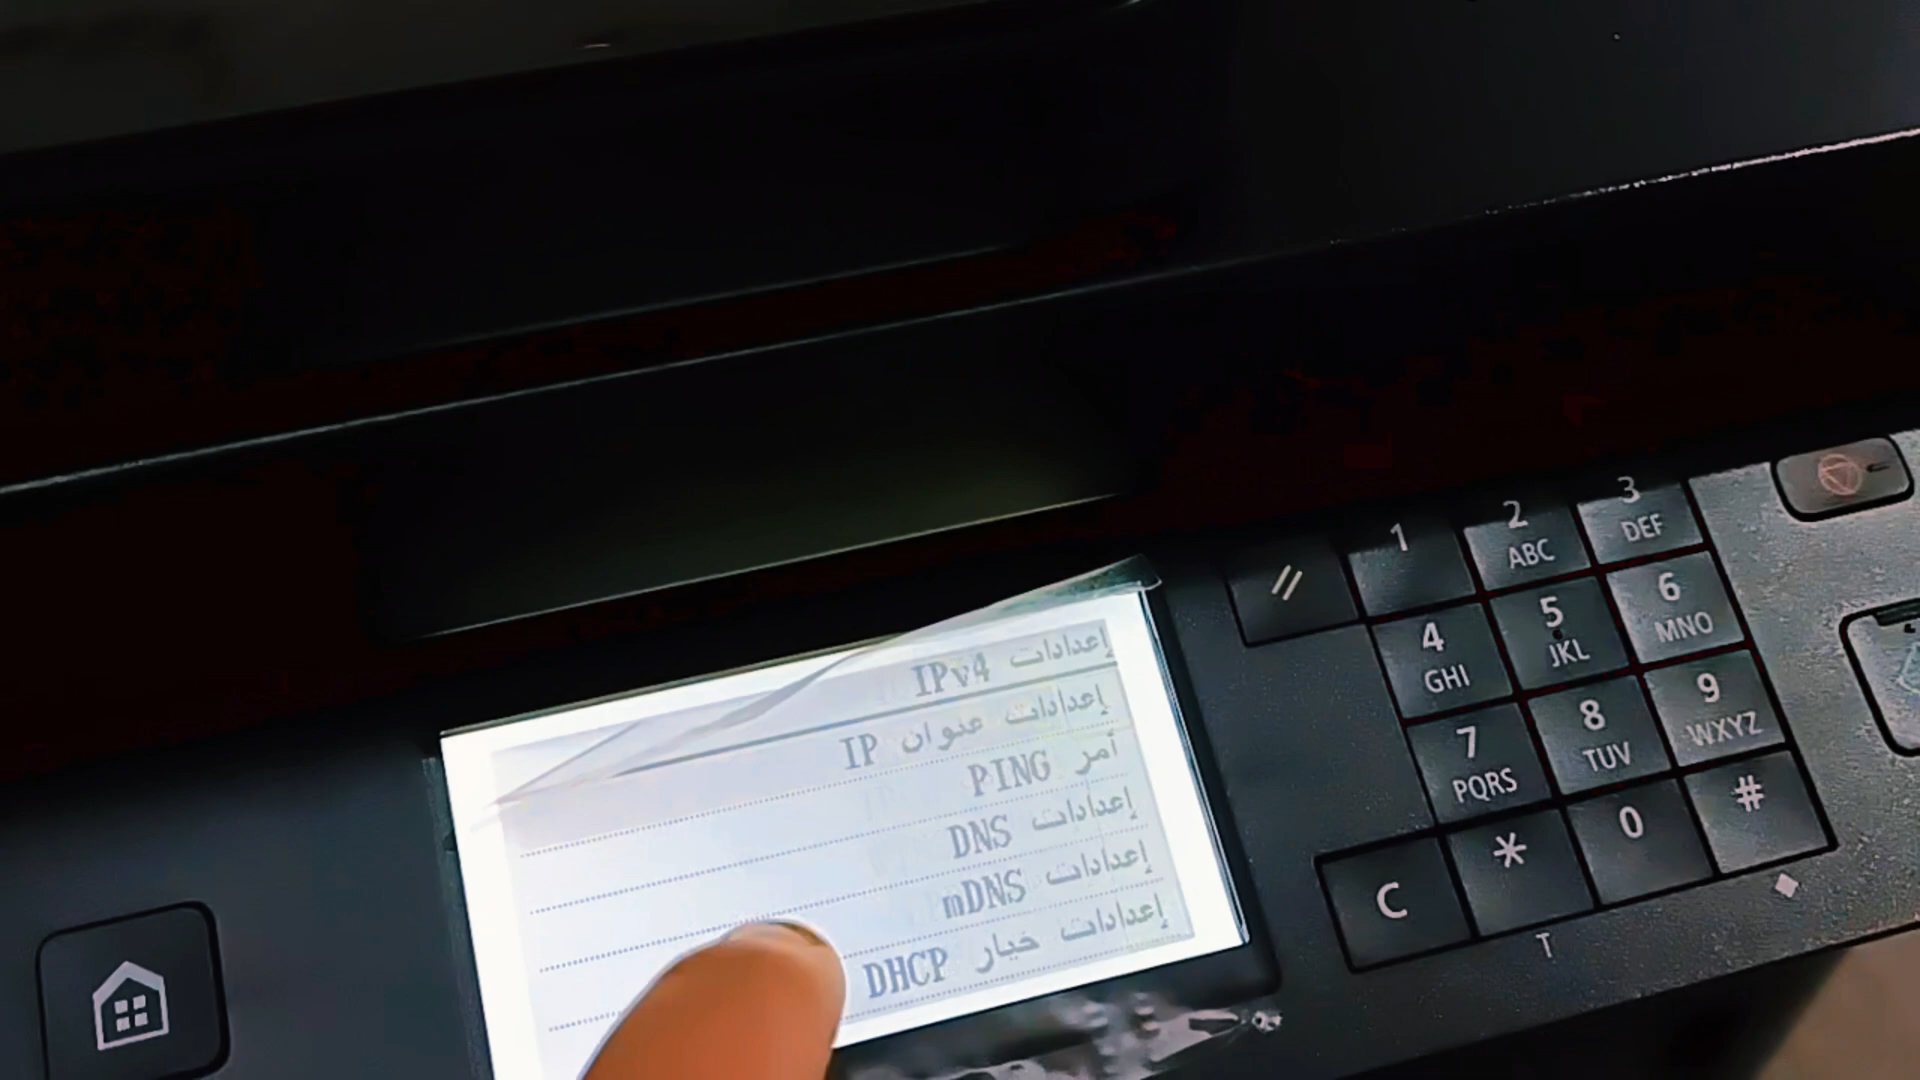 إعدادات IPv4
إعدادات عنوان IP
أمر PING
إعدادات DNS
إعدادات mDNS
إعدادات خيار DHCP
1
2
ABC
3
DEF
4
GHI
5
JKL
6
MNO
7
PQRS
8
TUV
9
WXYZ
C
*
0
#
T